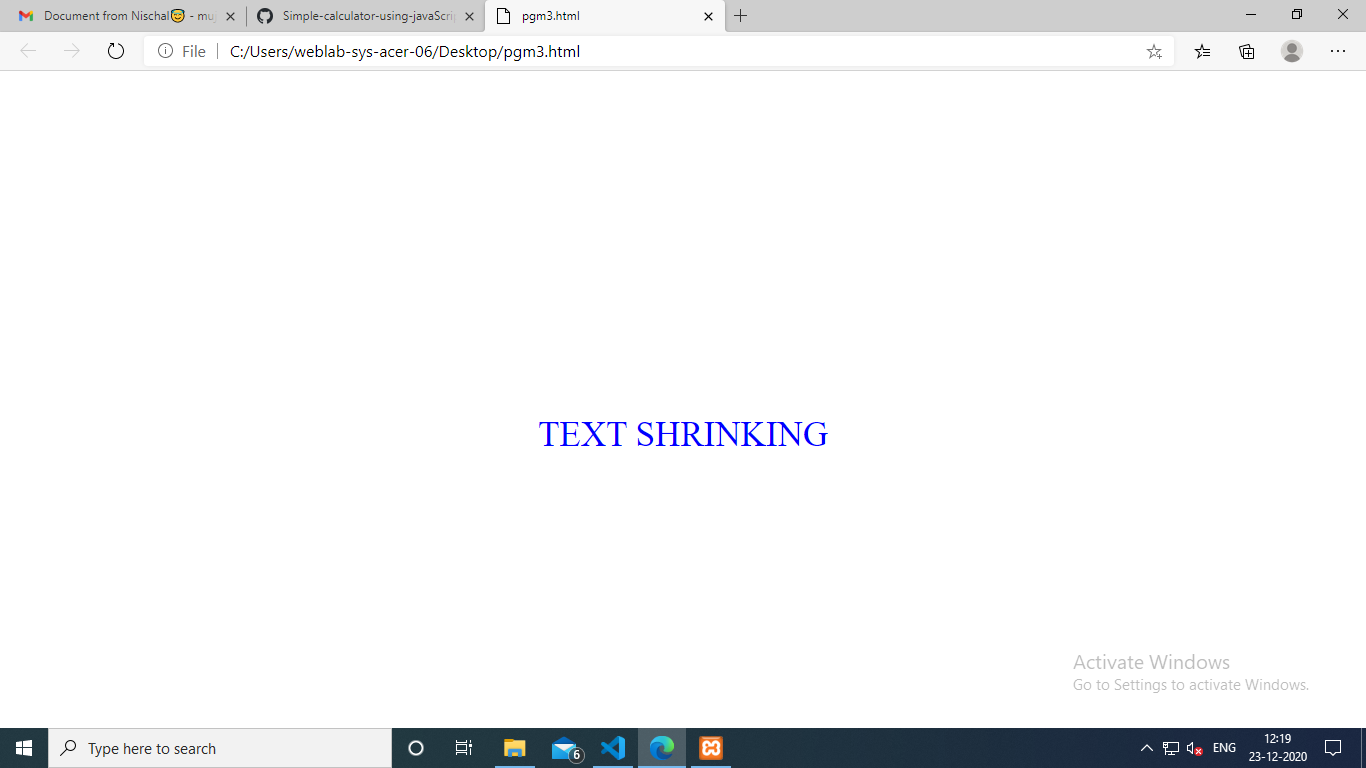 Document from Nischal😇 - mu
Simple-calculator-using-javaScri
pgm3.html
File
C:/Users/weblab-sys-acer-06/Desktop/pgm3.html
TEXT SHRINKING
Activate Windows
Go to Settings to activate Windows.
Type here to search
6
ENG
12:19
23-12-2020